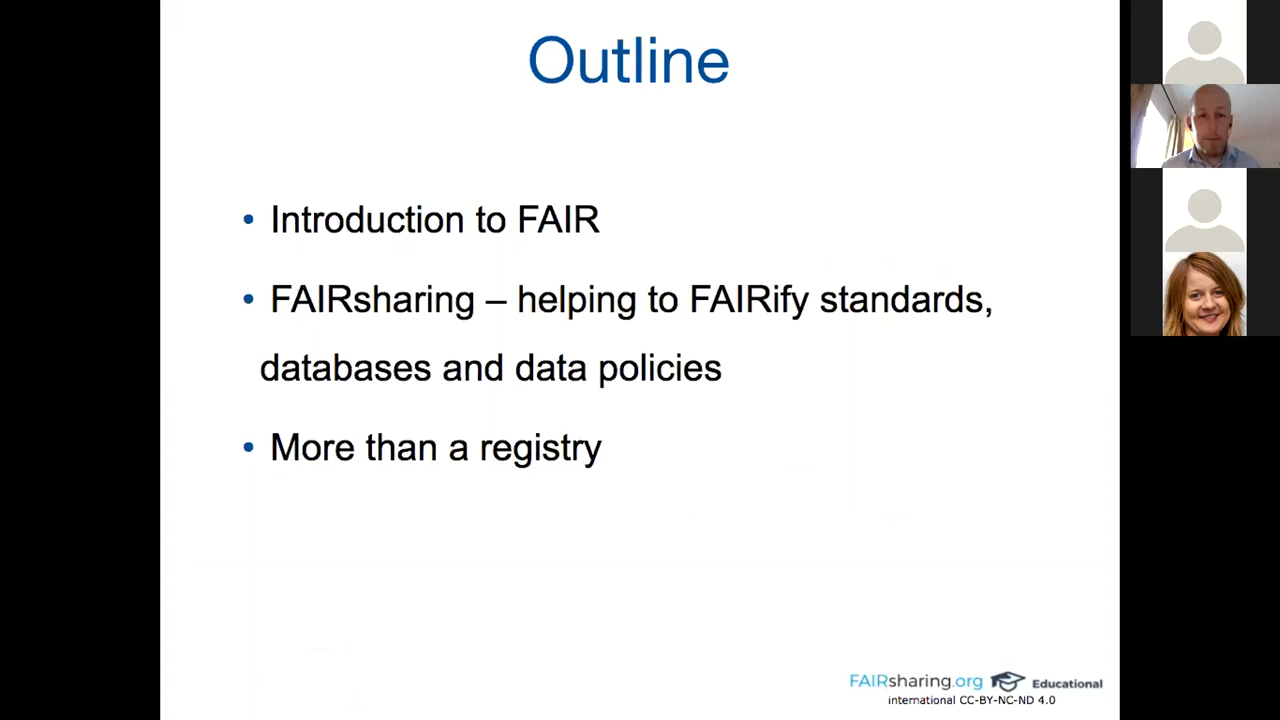 Outline
• Introduction to FAIR
• FAIRsharing – helping to FAIRify standards,
databases and data policies
• More than a registry
FAIRsharing.org Educational
international CC-BY-NC-ND 4.0